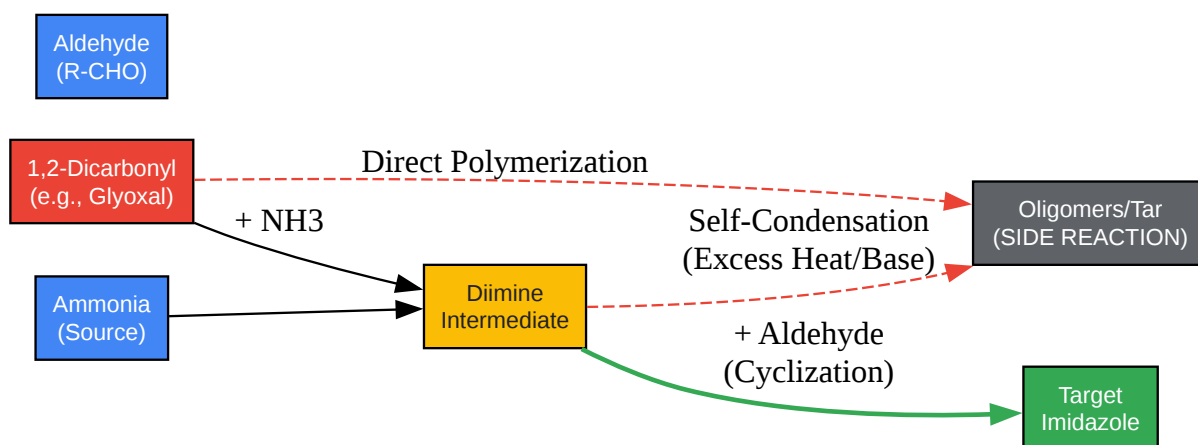 Aldehyde
(R-CHO)
1,2-Dicarbonyl
(e.g., Glyoxal)
Direct Polymerization
+ NH3
Oligomers/Tar
(SIDE REACTION)
Self-Condensation
(Excess Heat/Base)
Ammonia
(Source)
Diimine
Intermediate
+ Aldehyde
(Cyclization)
Target
Imidazole